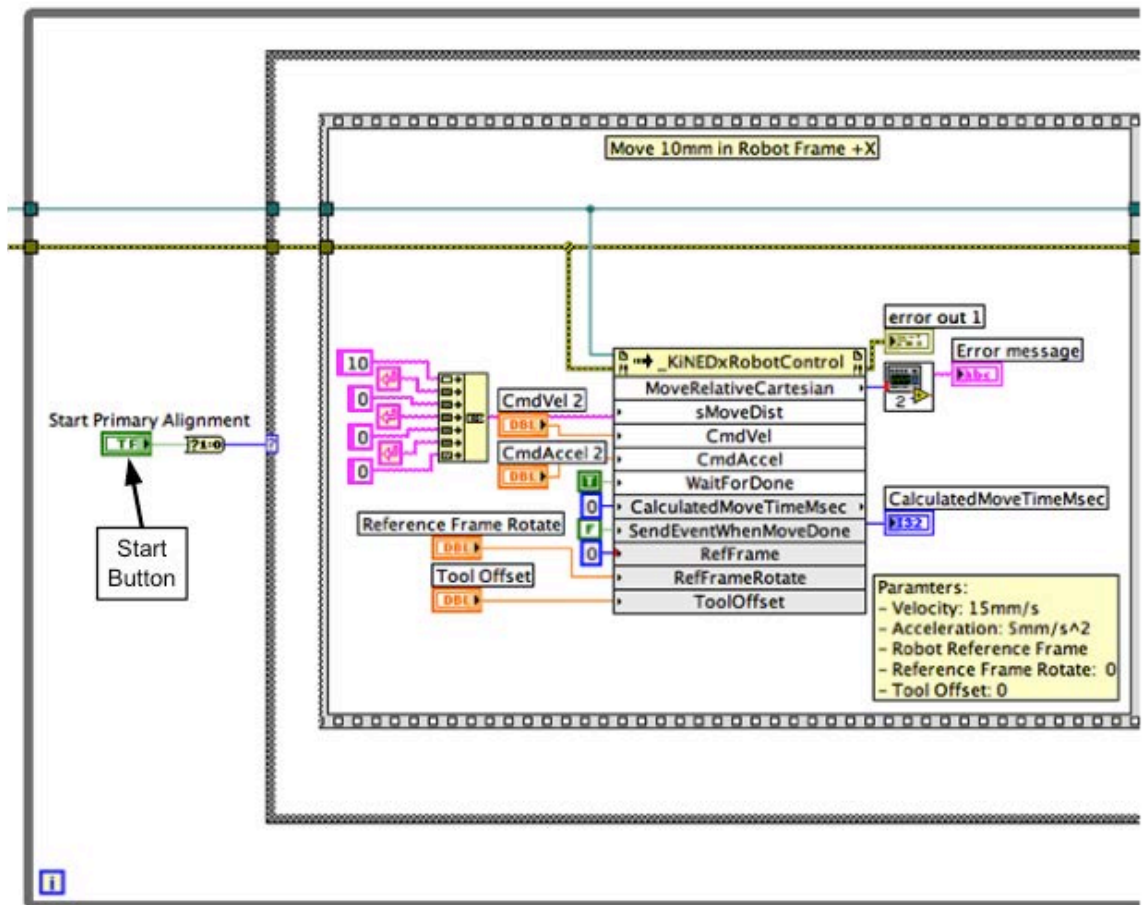 Move 10mm in Robot Frame +X
error out 1
Error message
abc
2
_KiNEDxRobotControl
MoveRelativeCartesian
sMoveDist
CmdVel
CmdAccel
WaitForDone
CalculatedMoveTimeMsec
SendEventWhenMoveDone
RefFrame
RefFrameRotate
ToolOffset
10
0
0
0
CmdVel 2
DBL
CmdAccel 2
DBL
T
0
F
0
Start Primary Alignment
TF
?1:0
?
Start
Button
Reference Frame Rotate
DBL
Tool Offset
DBL
CalculatedMoveTimeMsec
I32
Paramters:
- Velocity: 15mm/s
- Acceleration: 5mm/s^2
- Robot Reference Frame
- Reference Frame Rotate: 0
- Tool Offset: 0
i